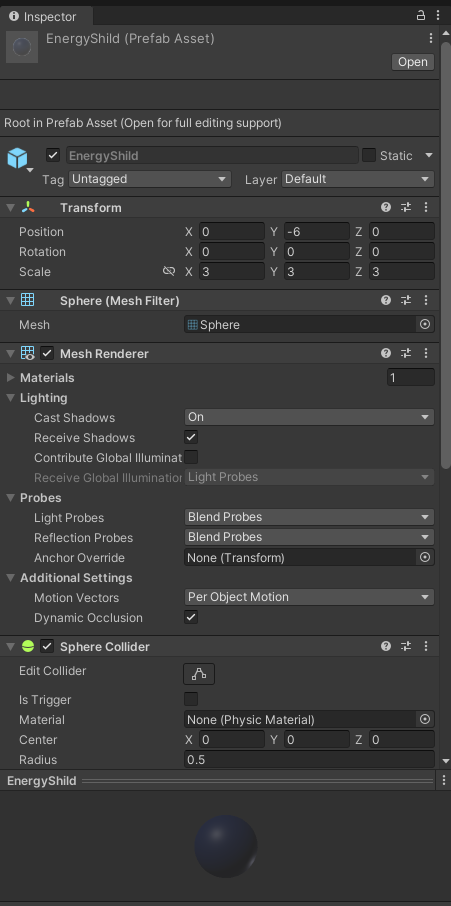 Inspector
EnergyShild (Prefab Asset)
Open
Root in Prefab Asset (Open for full editing support)
EnergyShild Static
Tag Untagged Layer Default
Transform
Position X 0 Y -6 Z 0
Rotation X 0 Y 0 Z 0
Scale X 3 Y 3 Z 3
Sphere (Mesh Filter)
Mesh Sphere
Mesh Renderer
Materials 1
Lighting
Cast Shadows On
Receive Shadows
Contribute Global Illuminat
Receive Global Illumination Light Probes
Probes
Light Probes Blend Probes
Reflection Probes Blend Probes
Anchor Override None (Transform)
Additional Settings
Motion Vectors Per Object Motion
Dynamic Occlusion
Sphere Collider
Edit Collider
Is Trigger
Material None (Physic Material)
Center X 0 Y 0 Z 0
Radius 0.5
EnergyShild